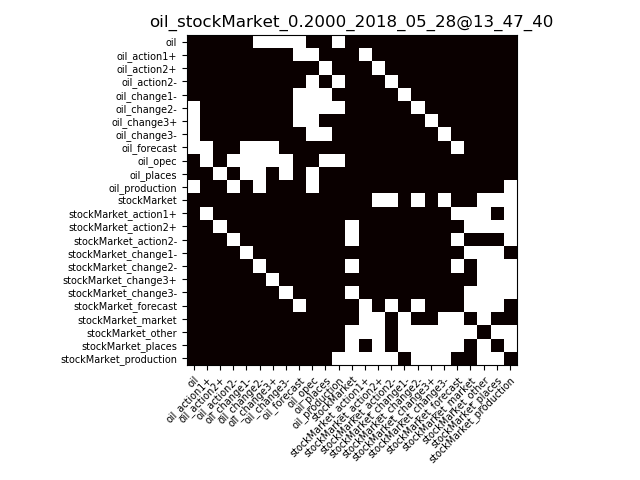 oil_stockMarket_0.2000_2018_05_28@13_47_40
oil
oil_action1+
oil_action2+
oil_action2-
oil_change1-
oil_change2-
oil_change3+
oil_change3-
oil_forecast
oil_opec
oil_places
oil_production
stockMarket
stockMarket_action1+
stockMarket_action2+
stockMarket_action2-
stockMarket_change1-
stockMarket_change2-
stockMarket_change3+
stockMarket_change3-
stockMarket_forecast
stockMarket_market
stockMarket_other
stockMarket_places
stockMarket_production
oil
oil_action1+
oil_action2+
oil_action2-
oil_change1-
oil_change2-
oil_change3+
oil_change3-
oil_forecast
oil_opec
oil_places
oil_production
stockMarket
stockMarket_action1+
stockMarket_action2+
stockMarket_action2-
stockMarket_change1-
stockMarket_change2-
stockMarket_change3+
stockMarket_change3-
stockMarket_forecast
stockMarket_market
stockMarket_other
stockMarket_places
stockMarket_production